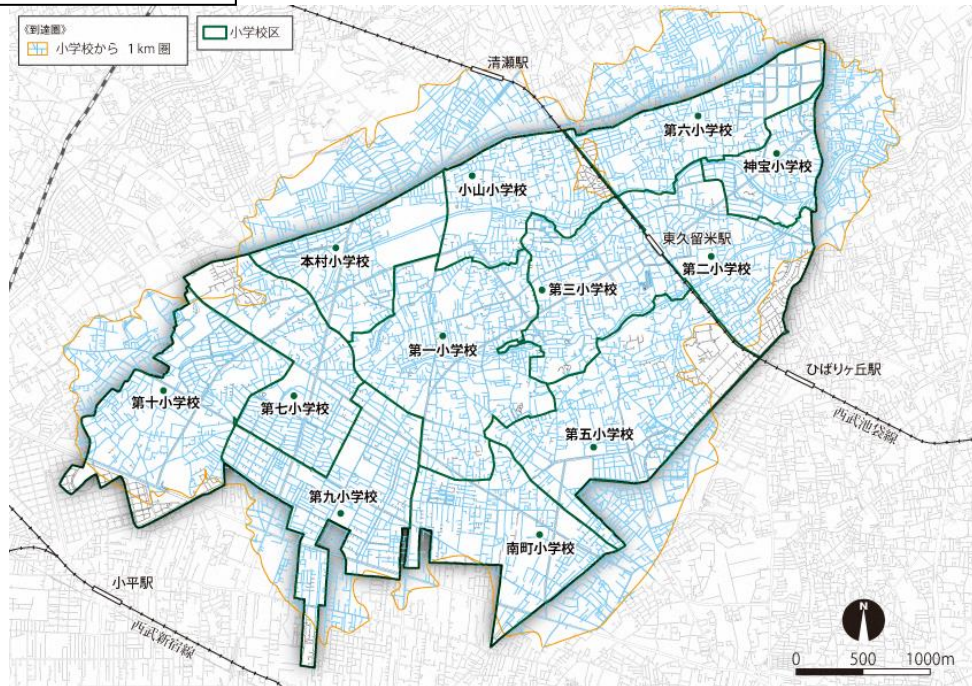 《到達圏》
小学校から 1km圏
小学校区
清瀬駅
第六小学校
神宝小学校
小山小学校
東久留米駅
本村小学校
第二小学校
第三小学校
第一小学校
ひばりヶ丘駅
第十小学校
第七小学校
西武池袋線
第五小学校
第九小学校
南町小学校
小平駅
西武新宿線
N
0 500 1000m